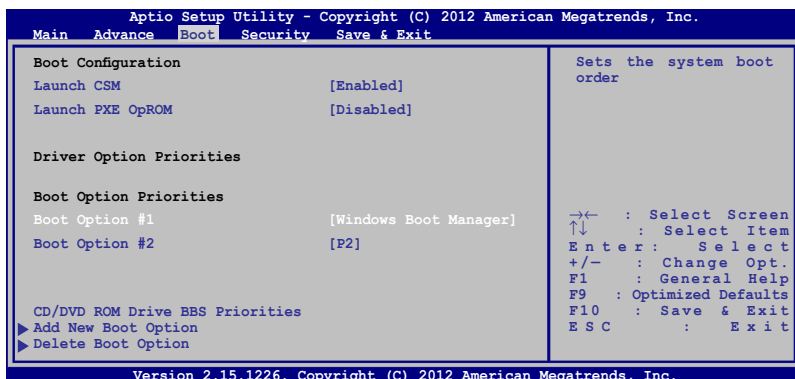 Aptio Setup Utility - Copyright (C) 2012 American Megatrends, Inc.
Main Advance Boot Security Save & Exit
Boot Configuration
Launch CSM [Enabled]
Launch PXE OpROM [Disabled]
Driver Option Priorities
Boot Option Priorities
Boot Option #1 [Windows Boot Manager]
Boot Option #2 [P2]
CD/DVD ROM Drive BBS Priorities
Add New Boot Option
Delete Boot Option
Sets the system boot
order
→← : Select Screen
↑↓ : Select Item
Enter: Select
+/— : Change Opt.
F1 : General Help
F9 : Optimized Defaults
F10 : Save & Exit
ESC : Exit
Version 2.15.1226. Copyright (C) 2012 American Megatrends, Inc.